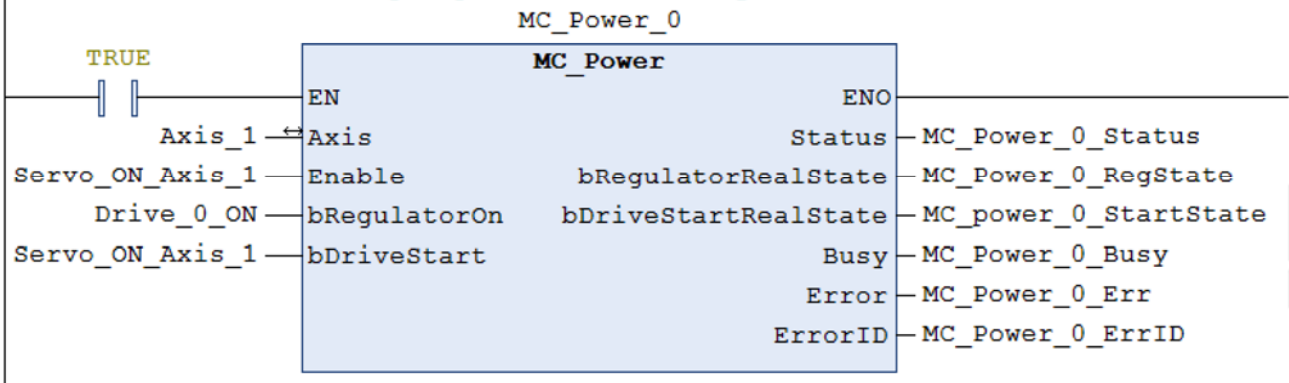 MC_Power_0
TRUE
MC_Power
EN ENO
Axis_1 Axis Status MC_Power_0_Status
Servo_ON_Axis_1 Enable bRegulatorRealState MC_Power_0_RegState
Drive_0_ON bRegulatorOn bDriveStartRealState MC_power_0_StartState
Servo_ON_Axis_1 bDriveStart Busy MC_Power_0_Busy
Error MC_Power_0_Err
ErrorID MC_Power_0_ErrID